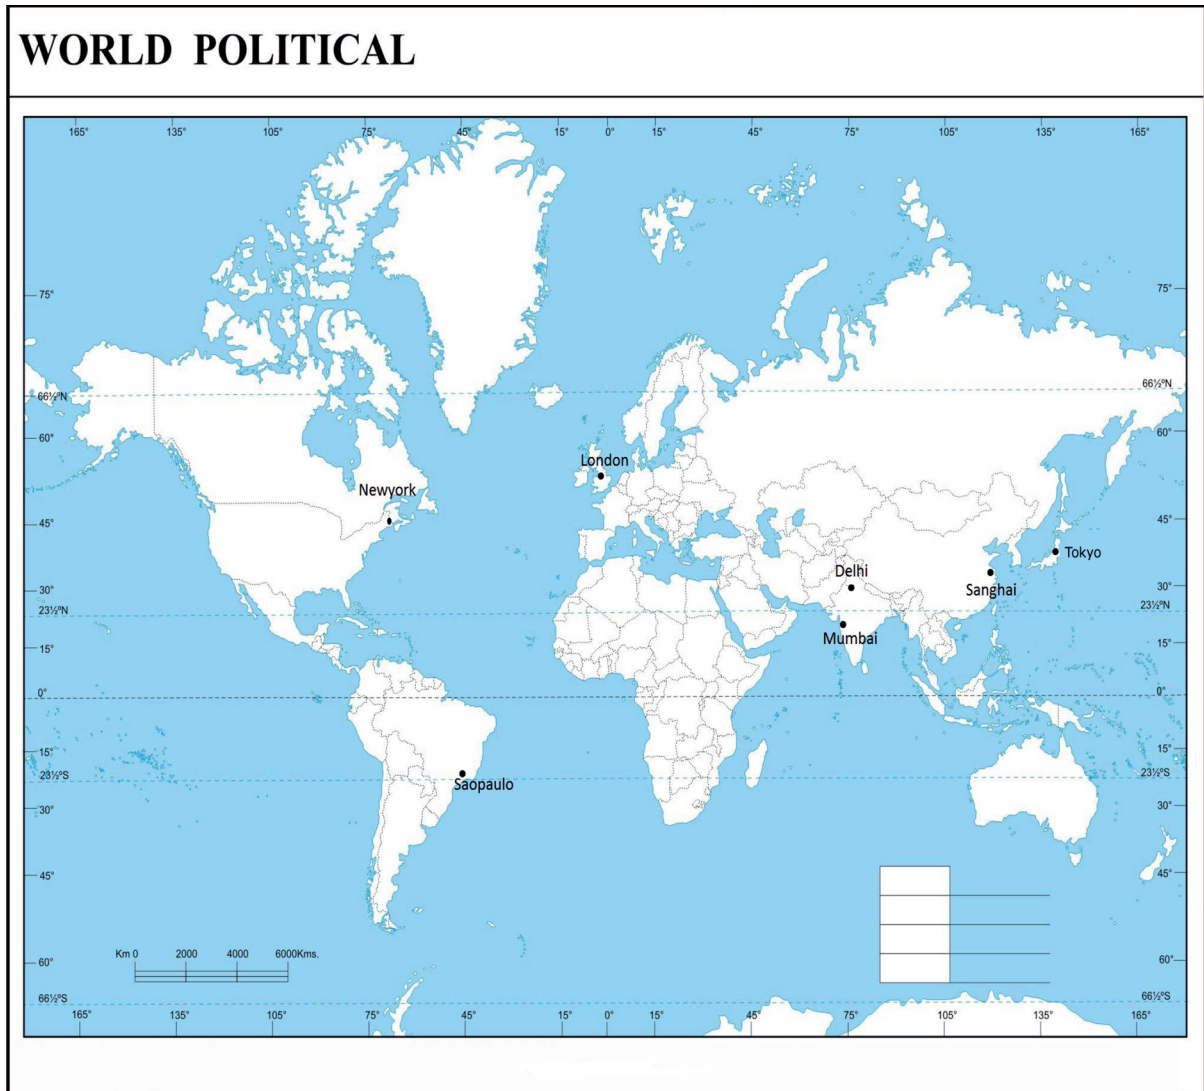 WORLD POLITICAL
165° 135° 105° 75° 45° 15° 0° 15° 45° 75° 105° 135° 165°
75° 75°
66½°N 66½°N
60° 60°
London
Newyork
45° 45°
Tokyo
Delhi
30° Sanghai 30°
23½°N 23½°N
Mumbai
15° 15°
0° 0°
15° 15°
23½°S 23½°S
Saopaulo
30° 30°
45° 45°
Km 0 2000 4000 6000Kms.
60° 60°
66½°S 66½°S
165° 135° 105° 75° 45° 15° 0° 15° 45° 75° 105° 135° 165°